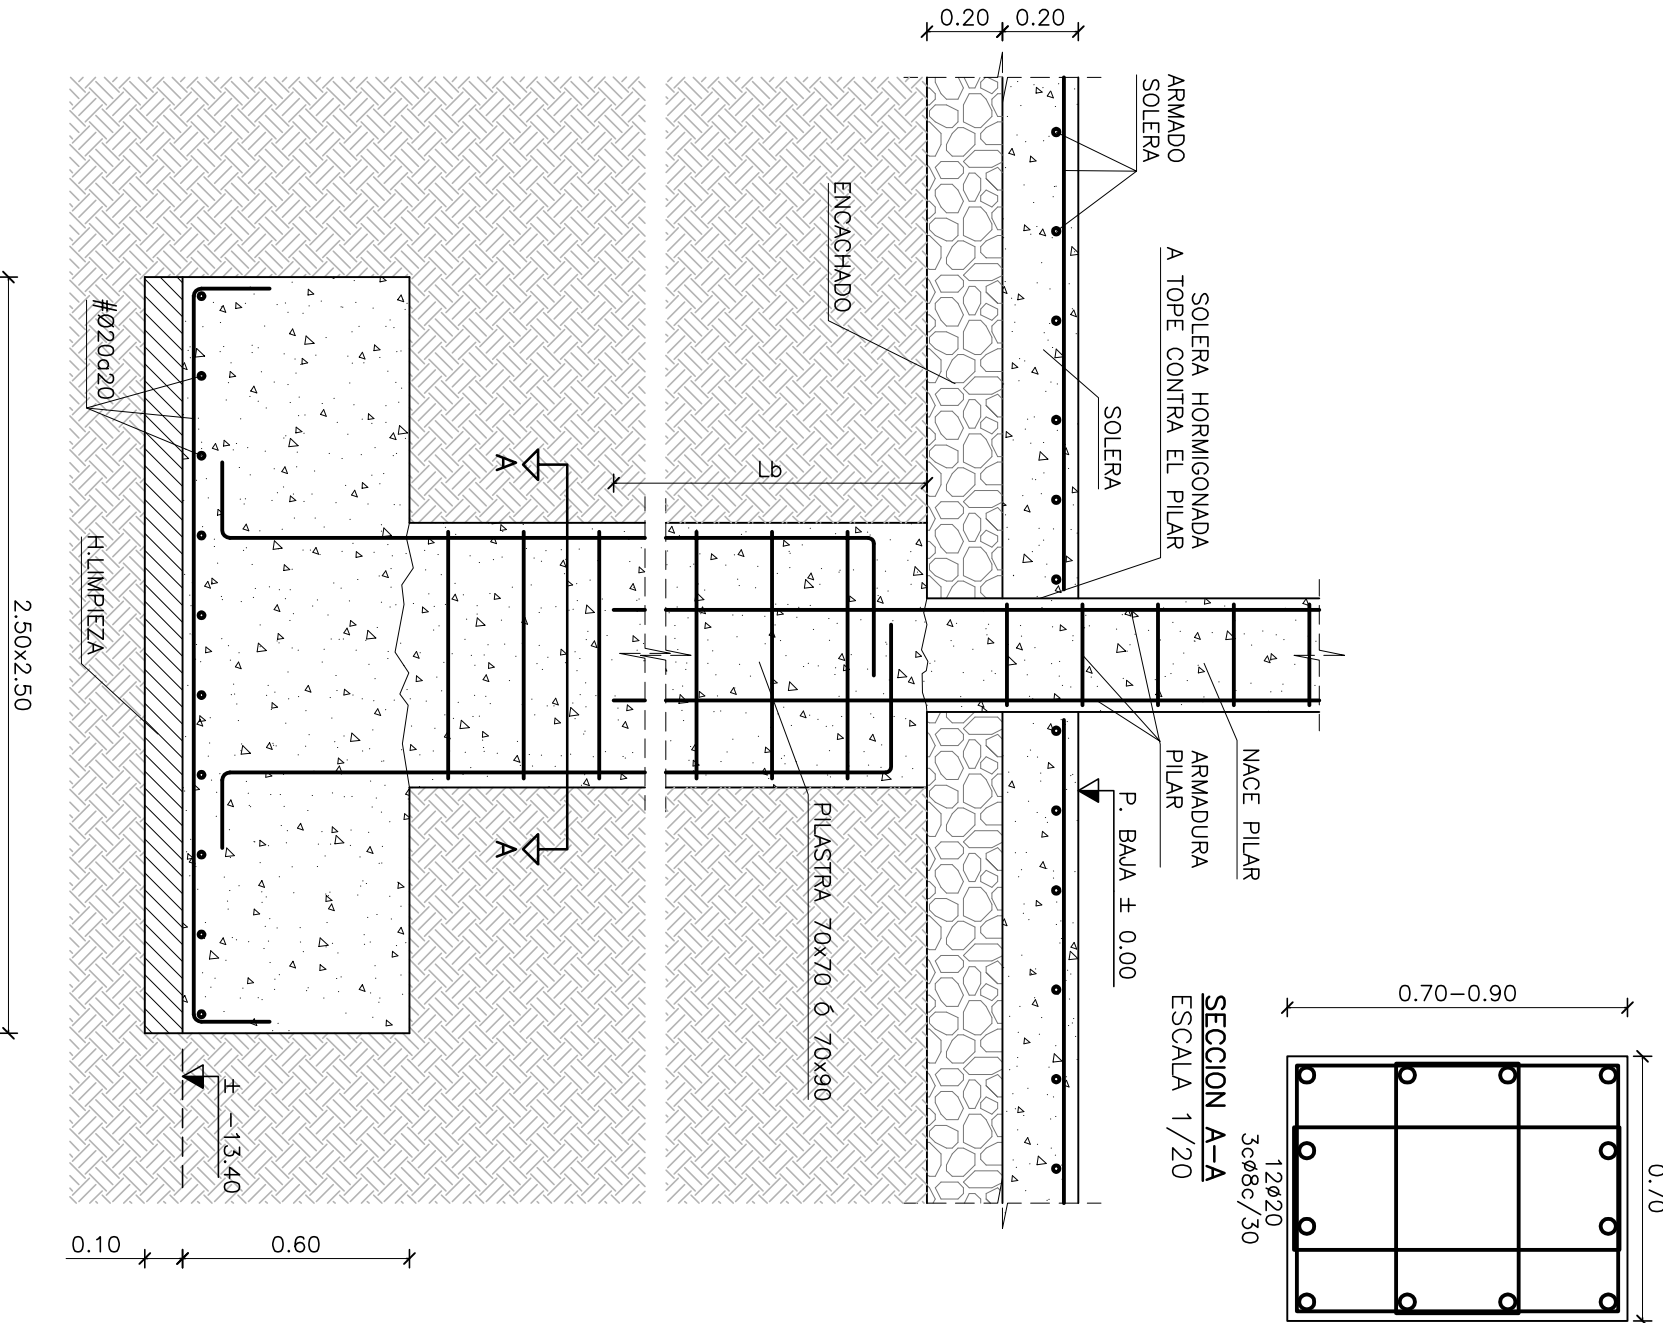 0.20
0.20
ARMADO
SOLERA
SOLERA HORMIGONADA
A TOPE CONTRA EL PILAR
ENCACHADO
SOLERA
Lb
#Ø20a20
H.LIMPIEZA
2.50x2.50
A
A
NACE PILAR
ARMADURA
PILAR
P. BAJA ± 0.00
PILASTRA 70x70 ó 70x90
± -13.40
0.10
0.60
0.70-0.90
0.70
SECCION A-A
ESCALA 1/20
12ø20
3cø8c/30